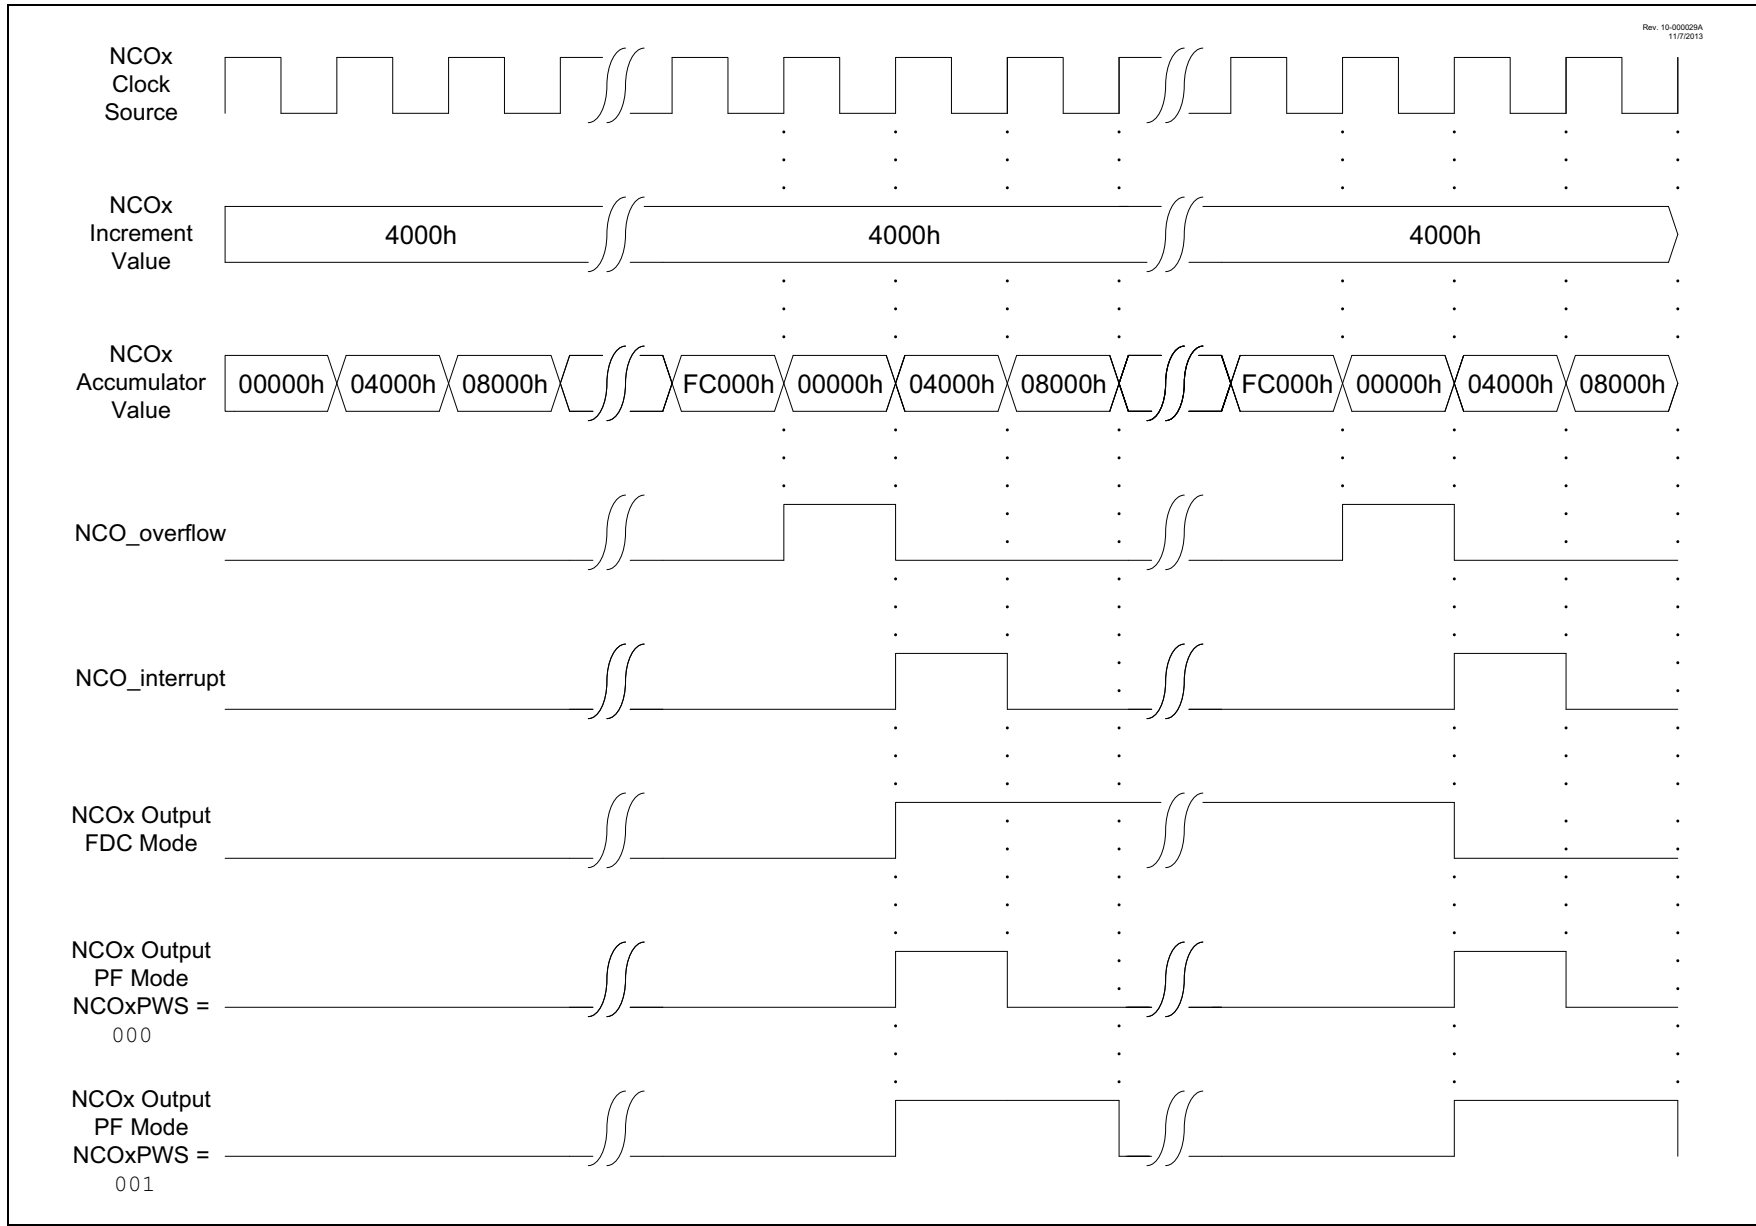 Rev. 10-000029A
11/7/2013
NCOx
Clock
Source
NCOx
Increment
Value
4000h
4000h
4000h
NCOx
Accumulator
Value
00000h 04000h 08000h FC000h 00000h 04000h 08000h FC000h 00000h 04000h 08000h
NCO_overflow
NCO_interrupt
NCOx Output
FDC Mode
NCOx Output
PF Mode
NCOxPWS =
000
NCOx Output
PF Mode
NCOxPWS =
001